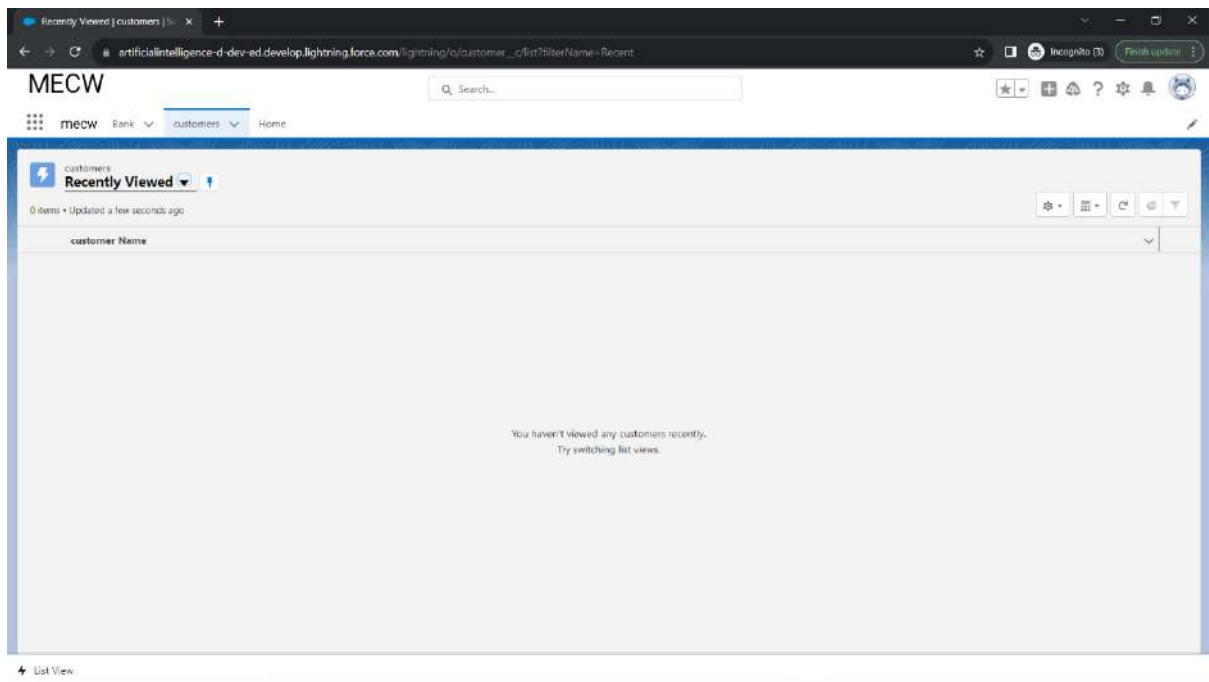 Recently Viewed | customers | S
artificialintelligence-d-dev-ed.develop.lightning.force.com/lightning/o/customer__c/list?filterName=Recent
Incognito (3)
Finish update
MECW
Search...
mecw Bank customers Home
customers
Recently Viewed
0 items • Updated a few seconds ago
customer Name
You haven't viewed any customers recently.
Try switching list views.
List View